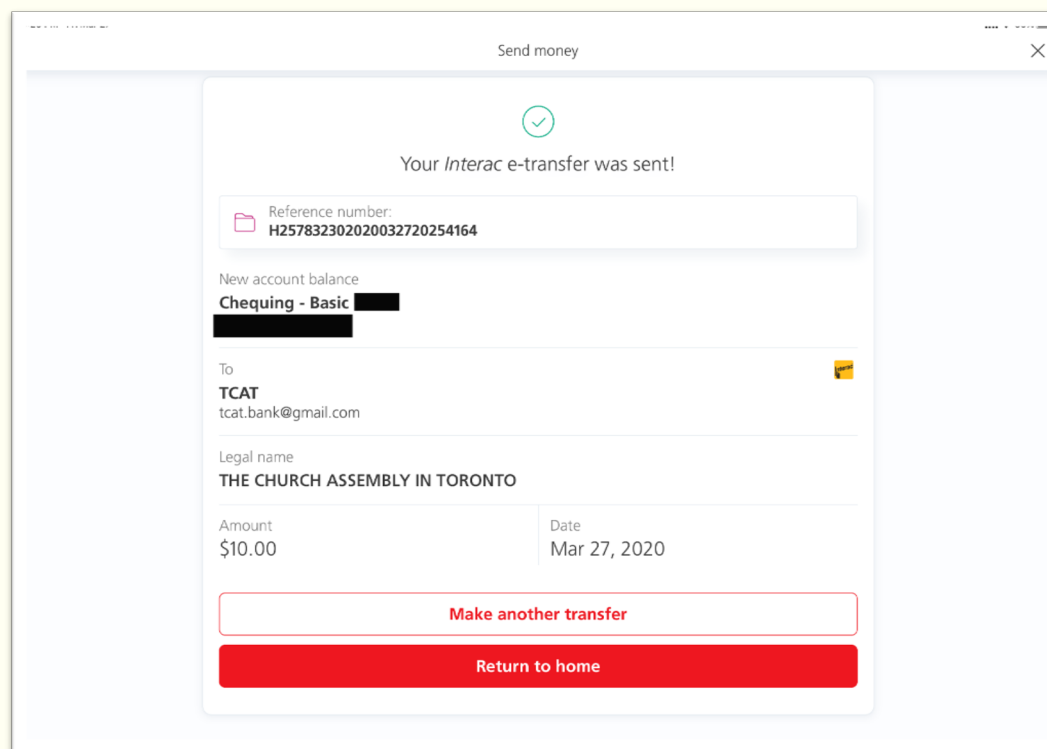 Send money
Your Interac e-transfer was sent!
Reference number:
H257832302020032720254164
New account balance
Chequing - Basic
To
TCAT
tcat.bank@gmail.com
Legal name
THE CHURCH ASSEMBLY IN TORONTO
Amount
$10.00
Date
Mar 27, 2020
Make another transfer
Return to home